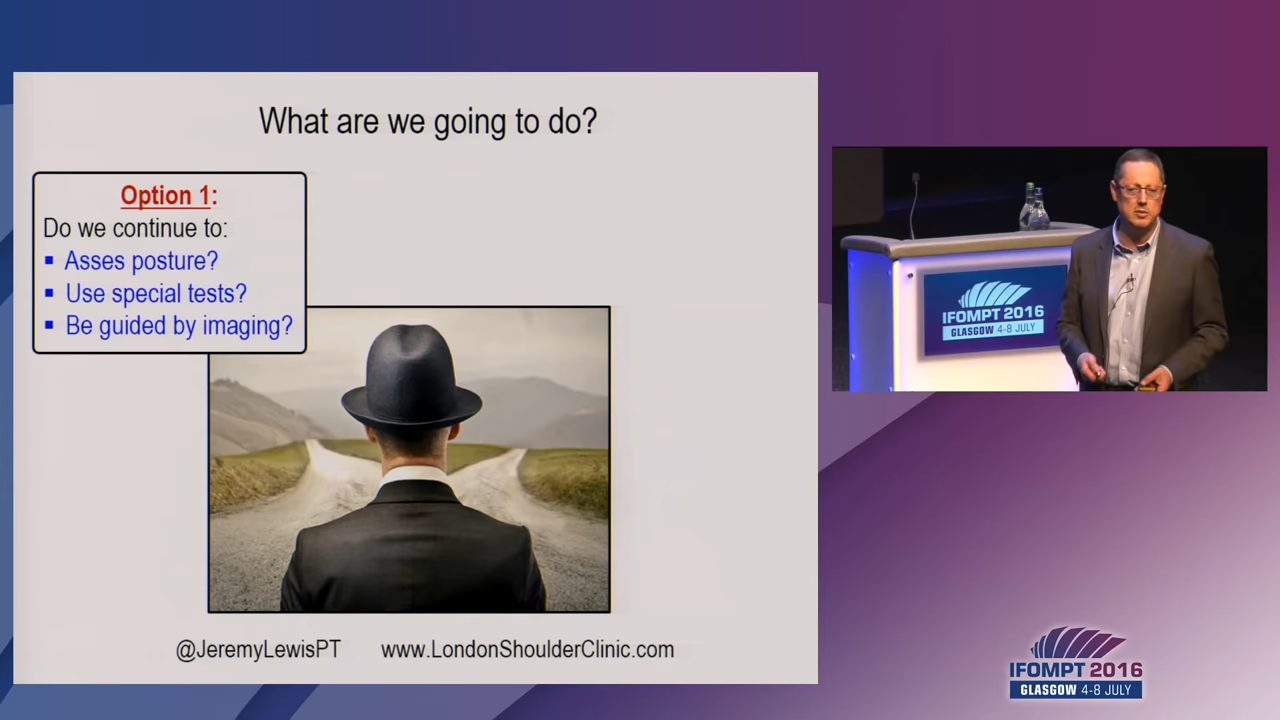 What are we going to do?
Option 1:
Do we continue to:
▪ Asses posture?
▪ Use special tests?
▪ Be guided by imaging?
@JeremyLewisPT www.LondonShoulderClinic.com
IFOMPT 2016
GLASGOW 4-8 JULY
IFOMPT 2016
GLASGOW 4-8 JULY